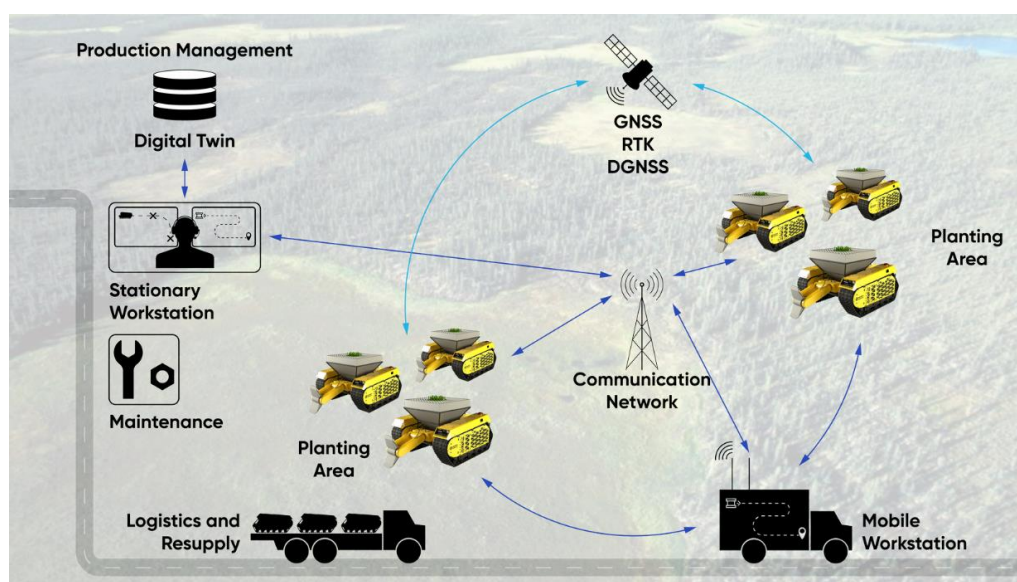 Production Management
Digital Twin
GNSS
RTK
DGNSS
Planting
Area
Stationary
Workstation
Communication
Network
Maintenance
Planting
Area
Logistics and
Resupply
Mobile
Workstation